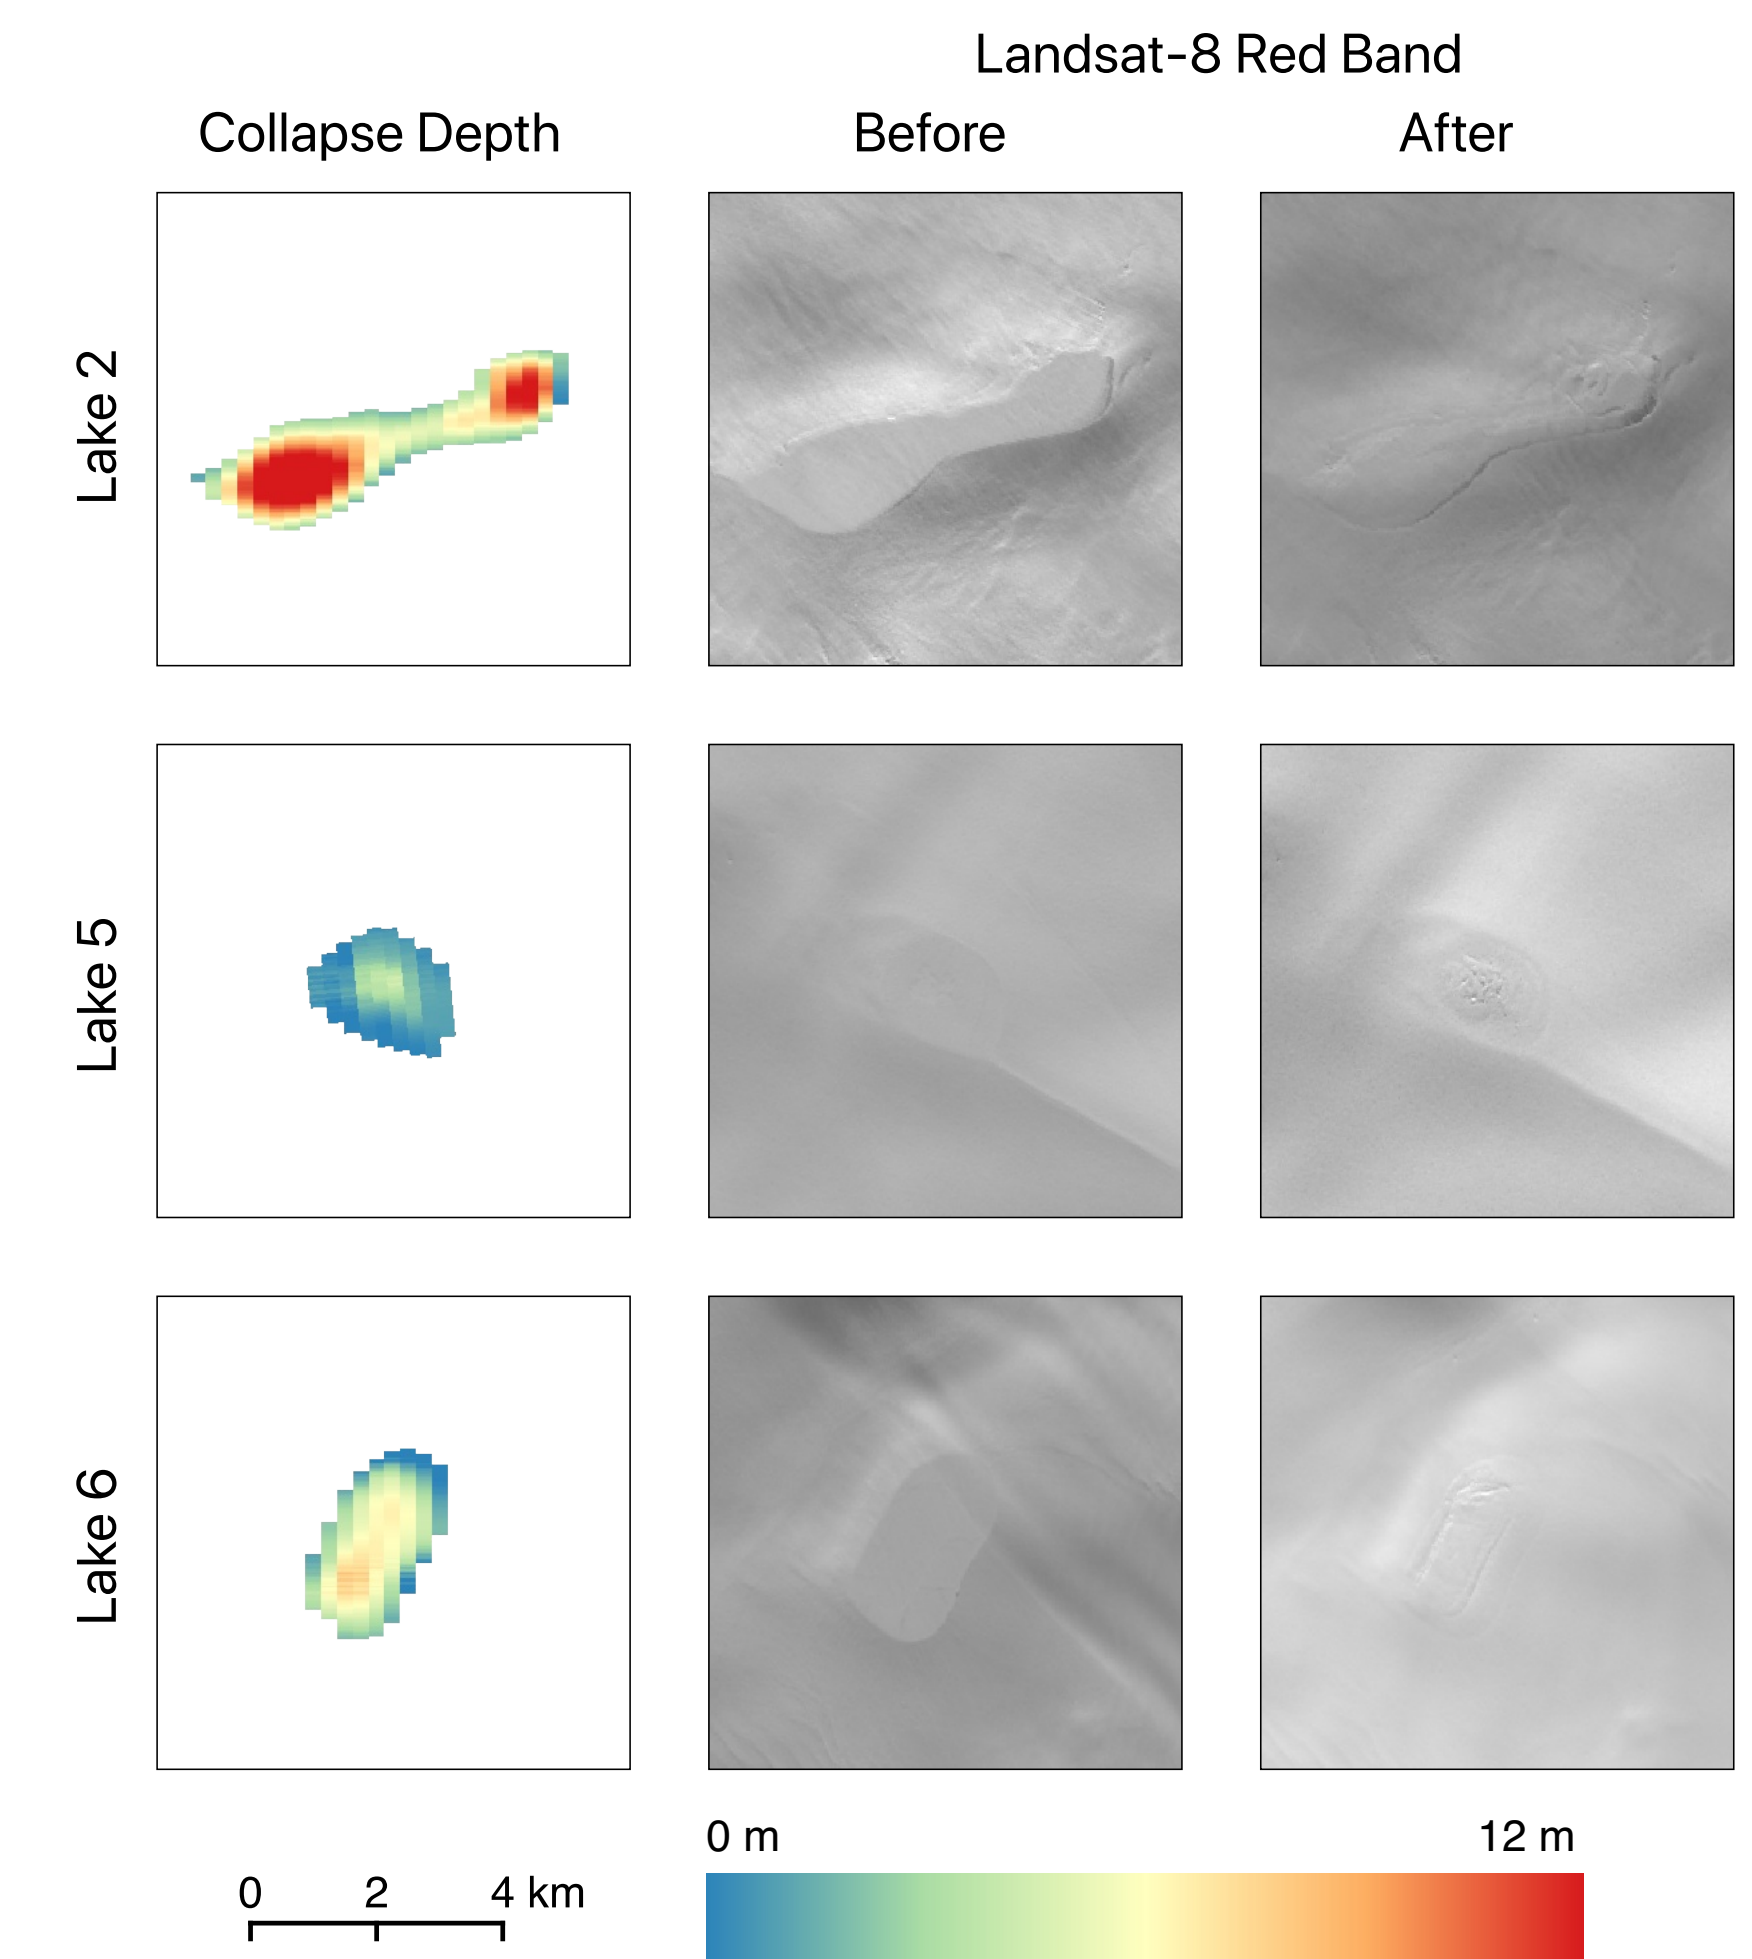 Landsat-8 Red Band
Collapse Depth Before After
Lake 2
Lake 5
Lake 6
0 m 12 m
0 2 4 km